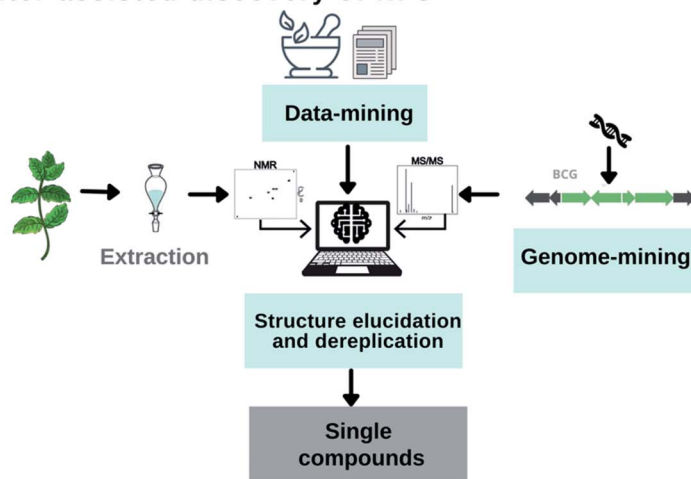 Data-mining
NMR
MS/MS
BCG
m/z
Extraction
Genome-mining
Structure elucidation
and dereplication
Single
compounds